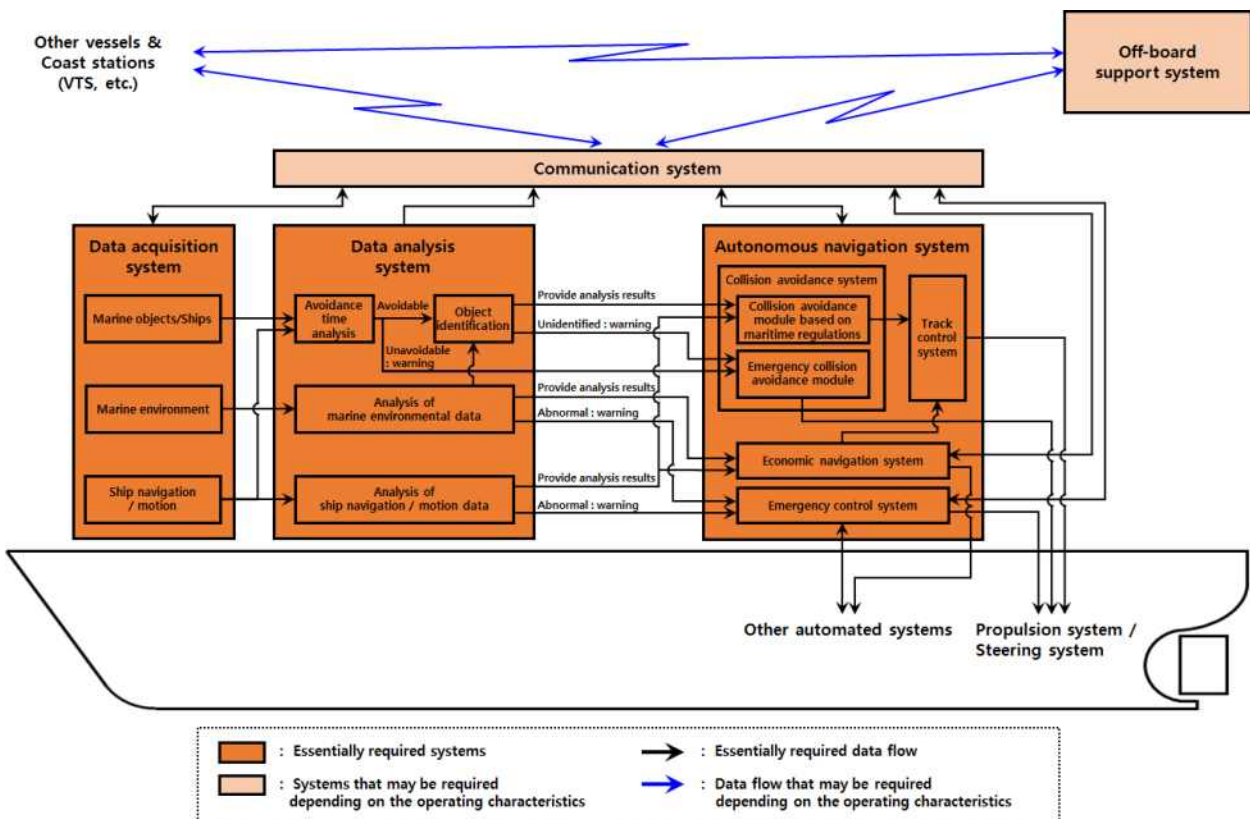 Other vessels &
Coast stations
(VTS, etc.)
Off-board
support system
Communication system
Data acquisition
system
Marine objects/Ships
Marine environment
Ship navigation
/ motion
Data analysis
system
Avoidance
time
analysis
Avoidable
Object
identification
Unavoidable
: warning
Analysis of
marine environmental data
Analysis of
ship navigation / motion data
Provide analysis results
Unidentified : warning
Provide analysis results
Abnormal : warning
Provide analysis results
Abnormal : warning
Autonomous navigation system
Collision avoidance system
Collision avoidance
module based on
maritime regulations
Emergency collision
avoidance module
Track
control
system
Economic navigation system
Emergency control system
Other automated systems
Propulsion system /
Steering system
: Essentially required systems
: Essentially required data flow
: Systems that may be required
depending on the operating characteristics
: Data flow that may be required
depending on the operating characteristics